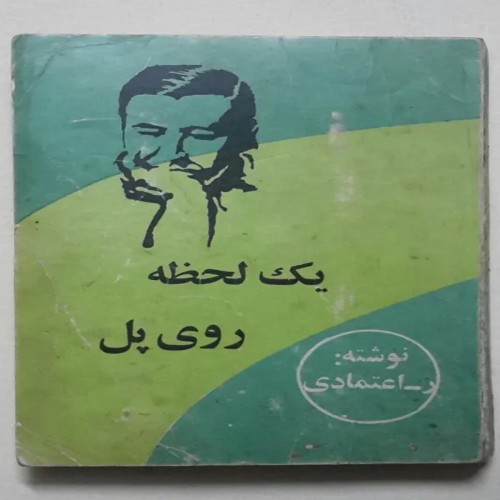 یک لحظه
روی پل
نوشته:
ر_اعتمادی